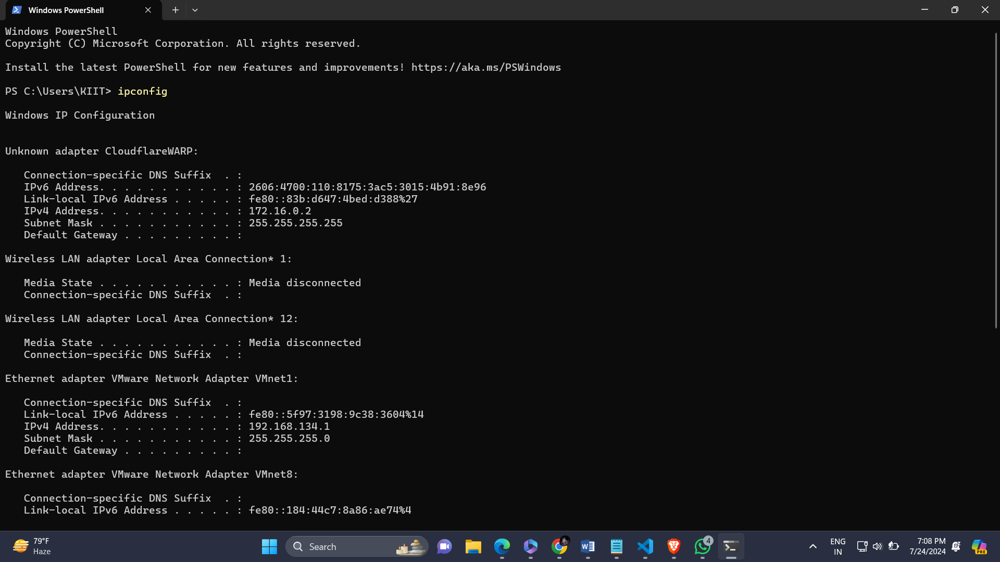 Windows PowerShell
Windows PowerShell
Copyright (C) Microsoft Corporation. All rights reserved.
Install the latest PowerShell for new features and improvements! https://aka.ms/PSWindows
PS C:\Users\KIIT> ipconfig
Windows IP Configuration
Unknown adapter CloudflareWARP:
   Connection-specific DNS Suffix  . :
   IPv6 Address. . . . . . . . . . . : 2606:4700:110:8175:3ac5:3015:4b91:8e96
   Link-local IPv6 Address . . . . . : fe80::83b:d647:4bed:d388%27
   IPv4 Address. . . . . . . . . . . : 172.16.0.2
   Subnet Mask . . . . . . . . . . . : 255.255.255.255
   Default Gateway . . . . . . . . . :
Wireless LAN adapter Local Area Connection* 1:
   Media State . . . . . . . . . . . : Media disconnected
   Connection-specific DNS Suffix  . :
Wireless LAN adapter Local Area Connection* 12:
   Media State . . . . . . . . . . . : Media disconnected
   Connection-specific DNS Suffix  . :
Ethernet adapter VMware Network Adapter VMnet1:
   Connection-specific DNS Suffix  . :
   Link-local IPv6 Address . . . . . : fe80::5f97:3198:9c38:3604%14
   IPv4 Address. . . . . . . . . . . : 192.168.134.1
   Subnet Mask . . . . . . . . . . . : 255.255.255.0
   Default Gateway . . . . . . . . . :
Ethernet adapter VMware Network Adapter VMnet8:
   Connection-specific DNS Suffix  . :
   Link-local IPv6 Address . . . . . : fe80::184:44c7:8a86:ae74%4
79°F
Haze
Search
4
ENG
IN
7:08 PM
7/24/2024
PRE